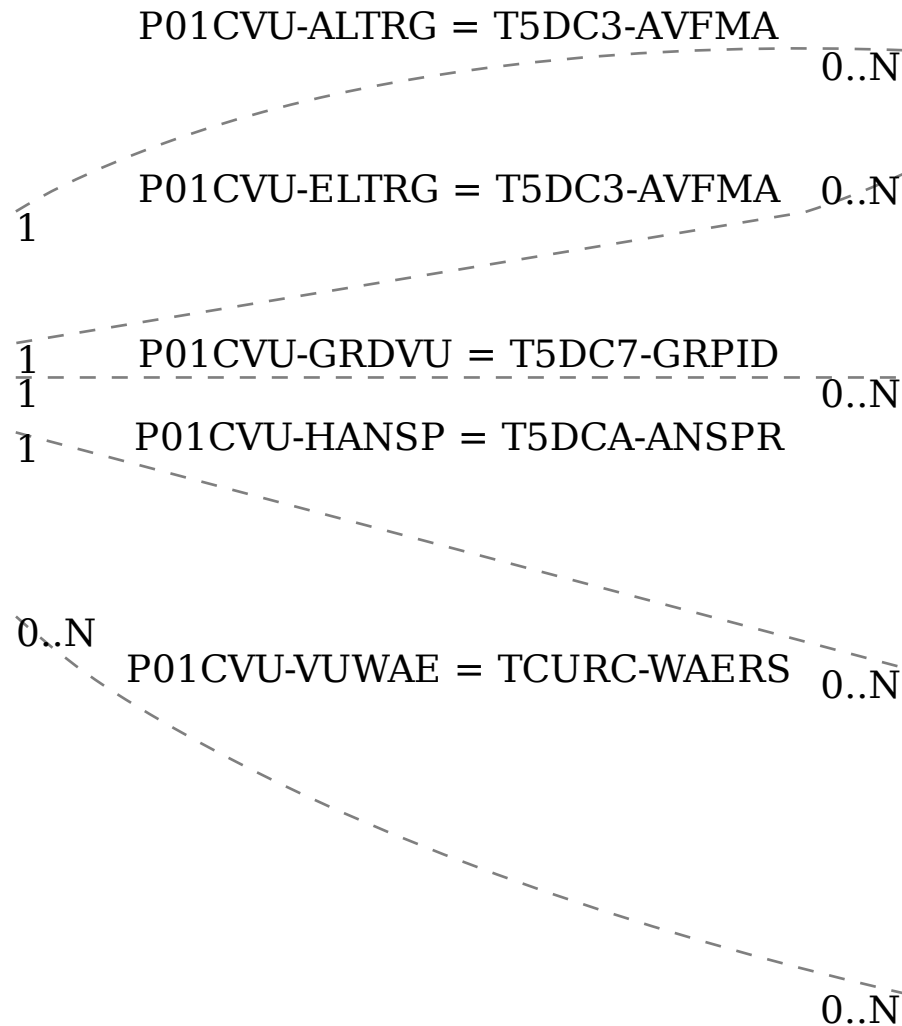 P01CVU-ALTRG = T5DC3-AVFMA
0..N
P01CVU-ELTRG = T5DC3-AVFMA
0..N
1
1
P01CVU-GRDVU = T5DC7-GRPID
1
0..N
P01CVU-HANSP = T5DCA-ANSPR
1
0..N
P01CVU-VUWAE = TCURC-WAERS
0..N
0..N